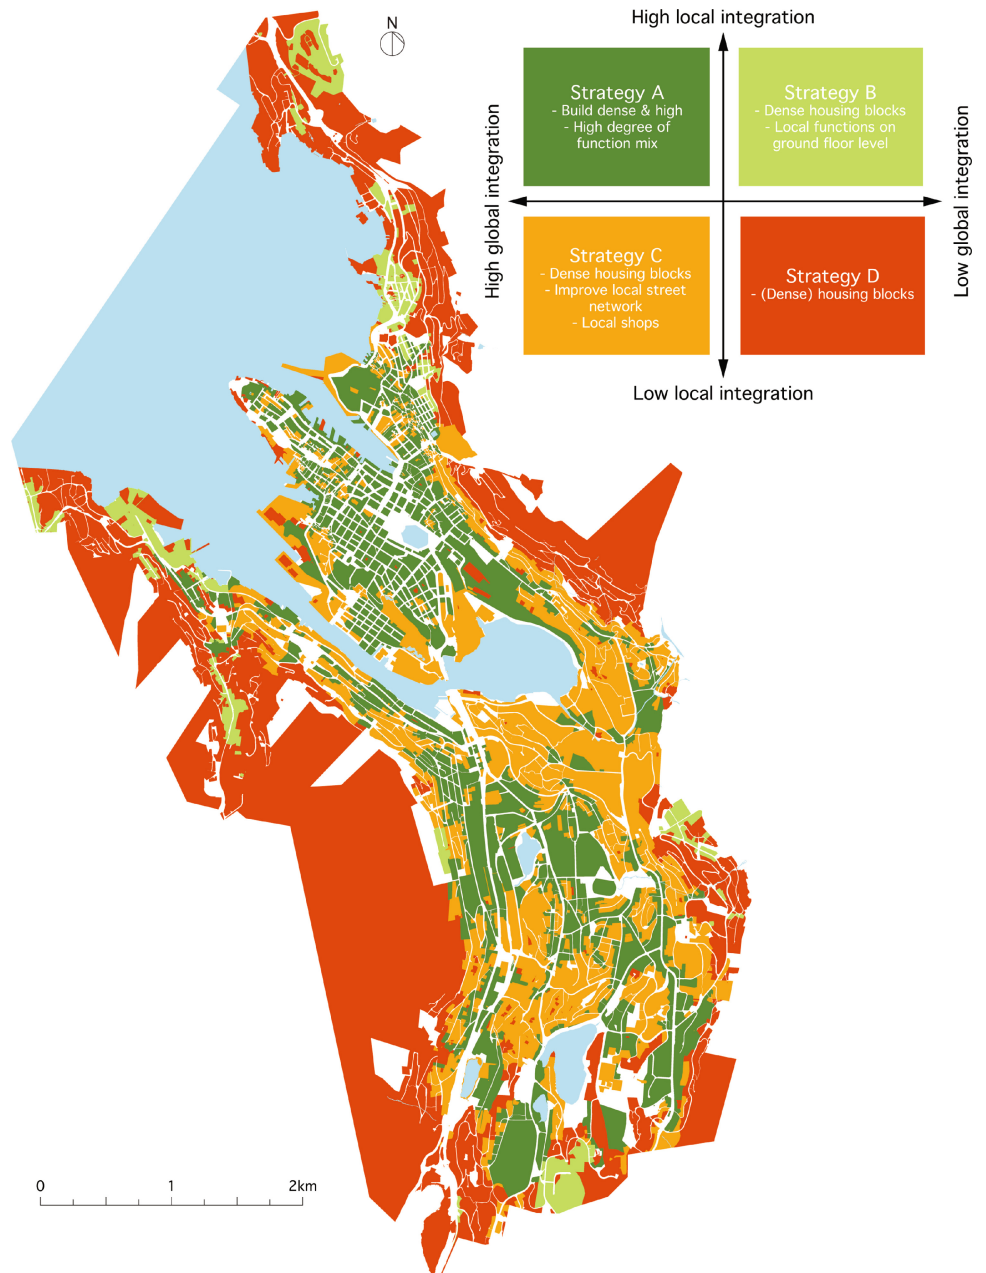 High local integration
N
Strategy A
- Build dense & high
- High degree of
function mix
Strategy B
- Dense housing blocks
- Local functions on
ground floor level
High global integration
Low global integration
Strategy C
- Dense housing blocks
- Improve local street
network
- Local shops
Strategy D
- (Dense) housing blocks
Low local integration
0 1 2km